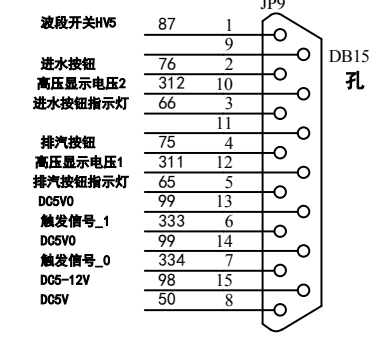 JP9
波段开关HV5 87 1
9
进水按钮 76 2
高压显示电压2 312 10
进水按钮指示灯 66 3
11
排汽按钮 75 4
高压显示电压1 311 12
排汽按钮指示灯 65 5
DC5V0 99 13
触发信号_1 333 6
DC5V0 99 14
触发信号_0 334 7
DC5-12V 98 15
DC5V 50 8
DB15
孔